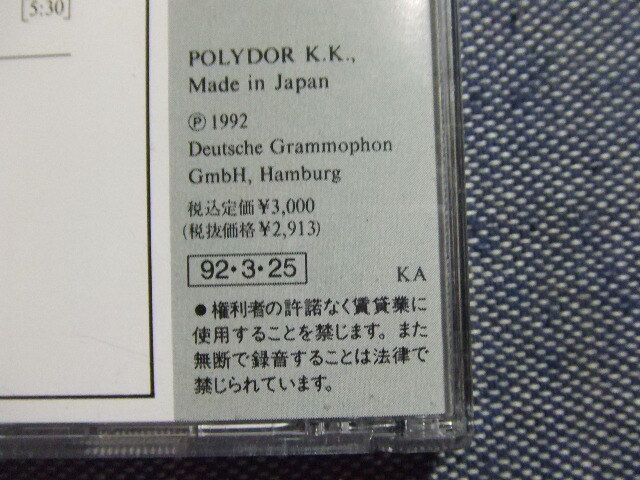 [5:30]
POLYDOR K.K.,
Made in Japan
Ⓟ 1992
Deutsche Grammophon
GmbH, Hamburg
税込定価¥3,000
(税抜価格¥2,913)
92・3・25
KA
●権利者の許諾なく賃貸業に
使用することを禁じます。また
無断で録音することは法律で
禁じられています。